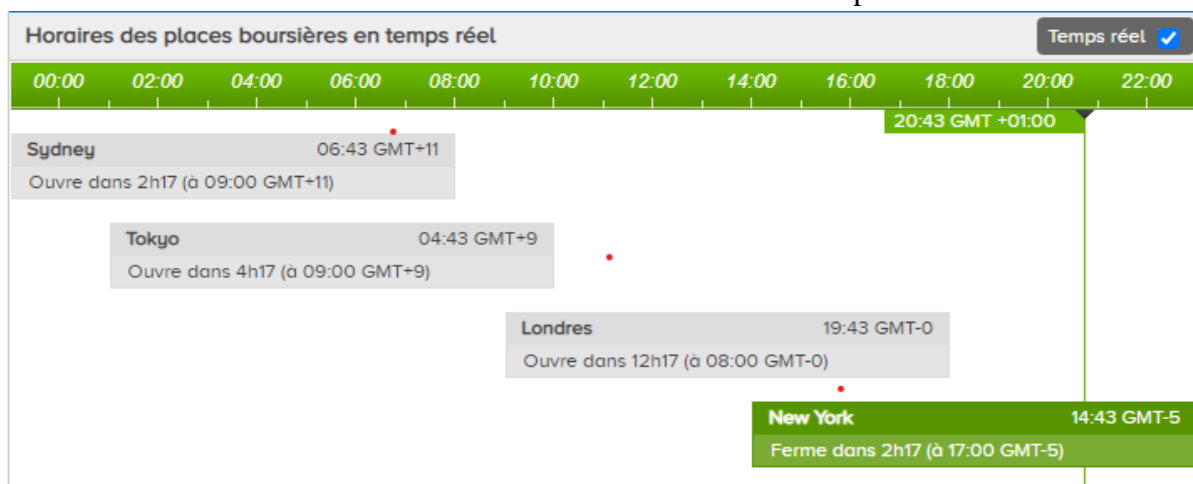 Horaires des places boursières en temps réel Temps réel
00:00 02:00 04:00 06:00 08:00 10:00 12:00 14:00 16:00 18:00 20:00 22:00
20:43 GMT +01:00
Sydney 06:43 GMT+11
Ouvre dans 2h17 (à 09:00 GMT+11)
Tokyo 04:43 GMT+9
Ouvre dans 4h17 (à 09:00 GMT+9)
Londres 19:43 GMT-0
Ouvre dans 12h17 (à 08:00 GMT-0)
New York 14:43 GMT-5
Ferme dans 2h17 (à 17:00 GMT-5)